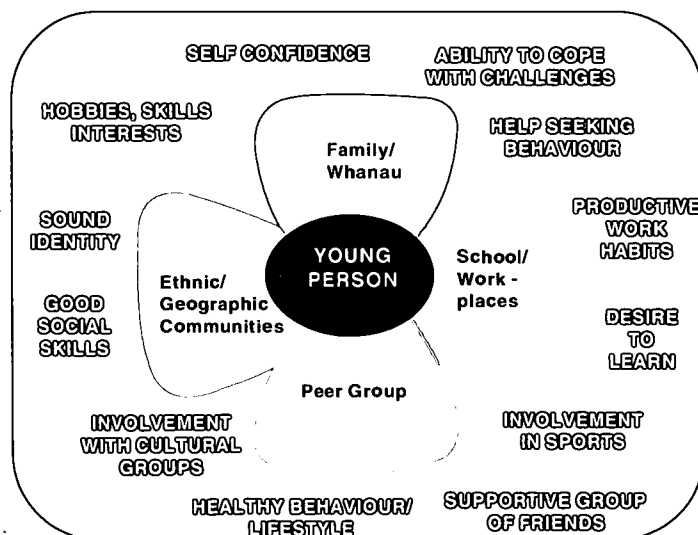 SELF CONFIDENCE
ABILITY TO COPE
WITH CHALLENGES
HOBBIES, SKILLS
INTERESTS
HELP SEEKING
BEHAVIOUR
Family/
Whanau
PRODUCTIVE
WORK
HABITS
SOUND
IDENTITY
YOUNG
PERSON
School/
Work -
places
Ethnic/
Geographic
Communities
GOOD
SOCIAL
SKILLS
DESIRE
TO
LEARN
Peer Group
INVOLVEMENT
WITH CULTURAL
GROUPS
INVOLVEMENT
IN SPORTS
HEALTHY BEHAVIOUR/
LIFESTYLE
SUPPORTIVE GROUP
OF FRIENDS